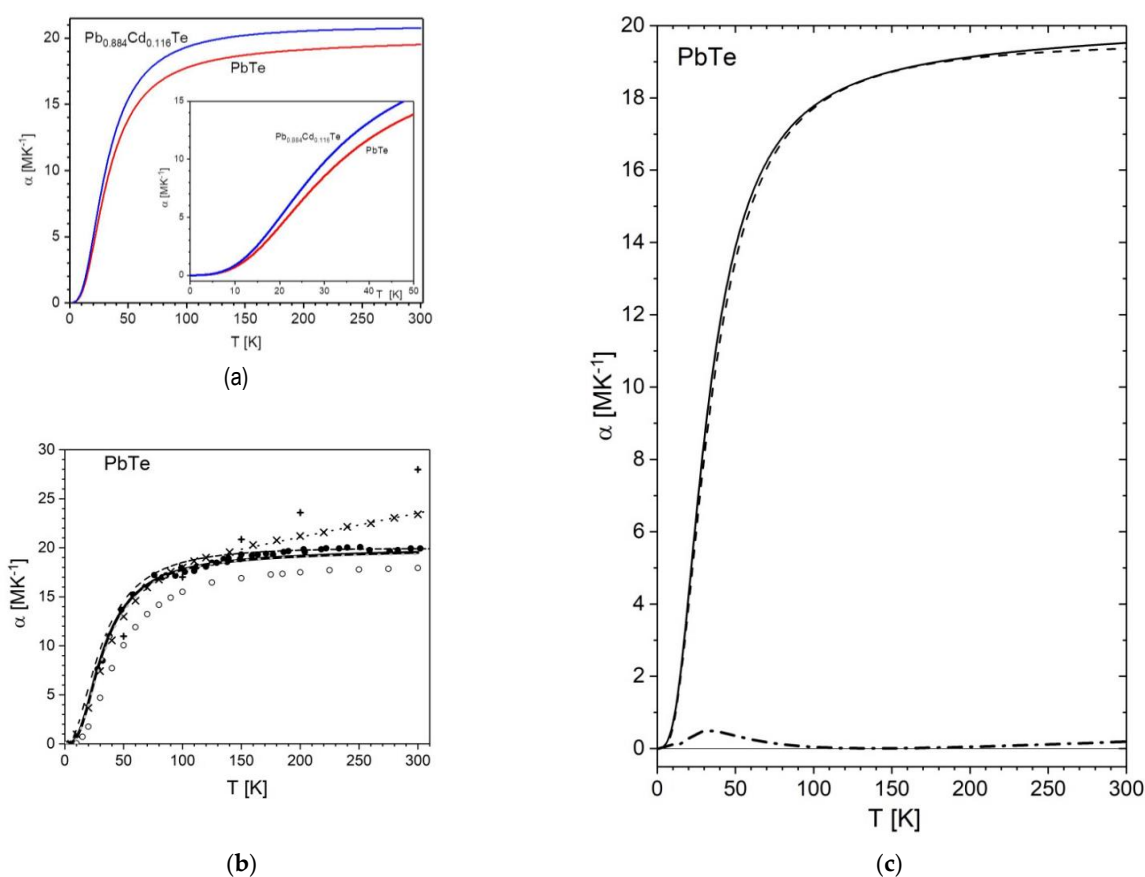 20
15
10
5
0
α [MK⁻¹]
Pb₀.₈₈₄Cd₀.₁₁₆Te
PbTe
15
10
5
0
α [MK⁻¹]
Pb₀.₈₈₄Cd₀.₁₁₆Te
PbTe
0 10 20 30 40 50
T [K]
0 50 100 150 200 250 300
T [K]
(a)
30
25
20
15
10
5
0
α [MK⁻¹]
PbTe
0 50 100 150 200 250 300
T [K]
(b)
20
18
16
14
12
10
8
6
4
2
0
α [MK⁻¹]
PbTe
0 50 100 150 200 250 300
T [K]
(c)